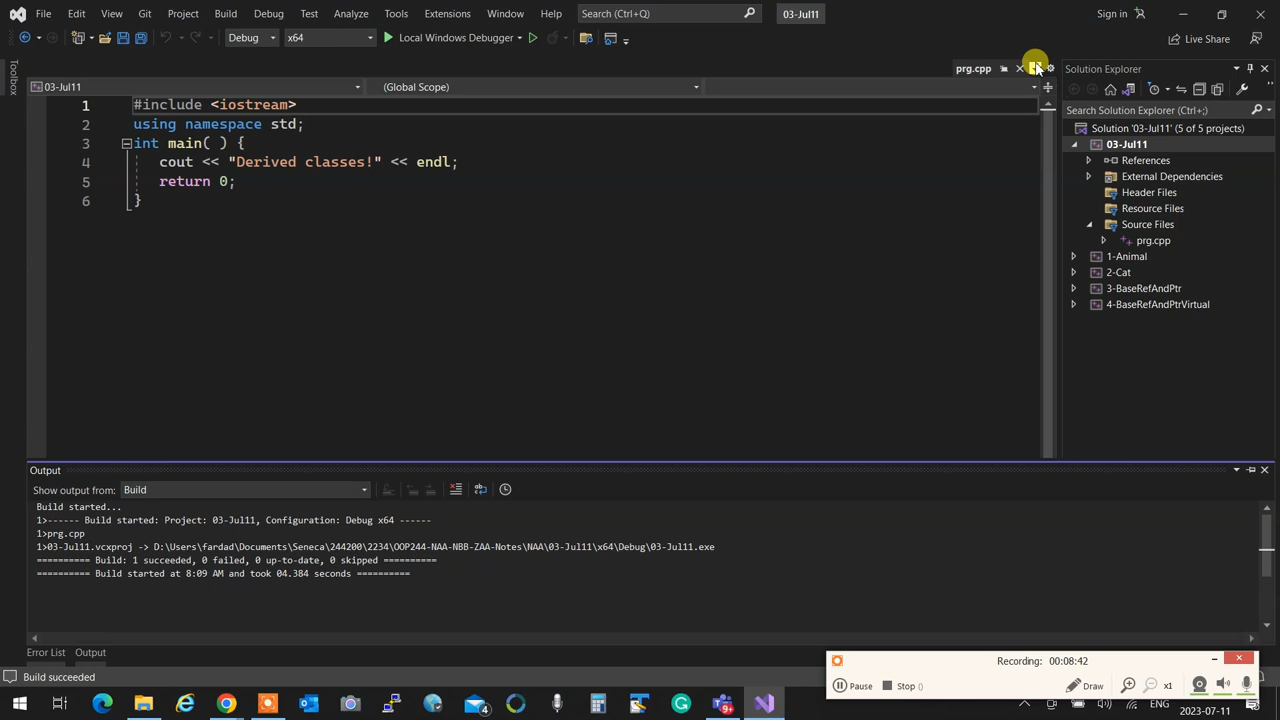 File Edit View Git Project Build Debug Test Analyze Tools Extensions Window Help Search (Ctrl+Q) 03-Jul11 Sign in
Debug x64 Local Windows Debugger Live Share
Toolbox
prg.cpp
03-Jul11 (Global Scope)
1 #include <iostream>
2 using namespace std;
3 int main( ) {
4 cout << "Derived classes!" << endl;
5 return 0;
6 }
Solution Explorer
Search Solution Explorer (Ctrl+;)
Solution '03-Jul11' (5 of 5 projects)
03-Jul11
References
External Dependencies
Header Files
Resource Files
Source Files
prg.cpp
1-Animal
2-Cat
3-BaseRefAndPtr
4-BaseRefAndPtrVirtual
Output
Show output from: Build
Build started...
1>------ Build started: Project: 03-Jul11, Configuration: Debug x64 ------
1>prg.cpp
1>03-Jul11.vcxproj -> D:\Users\fardad\Documents\Seneca\244200\2234\OOP244-NAA-NBB-ZAA-Notes\NAA\03-Jul11\x64\Debug\03-Jul11.exe
========== Build: 1 succeeded, 0 failed, 0 up-to-date, 0 skipped ==========
========== Build started at 8:09 AM and took 04.384 seconds ==========
Error List Output
Build succeeded
Recording: 00:08:42
Pause Stop () Draw x1
4 9+ ENG 2023-07-11